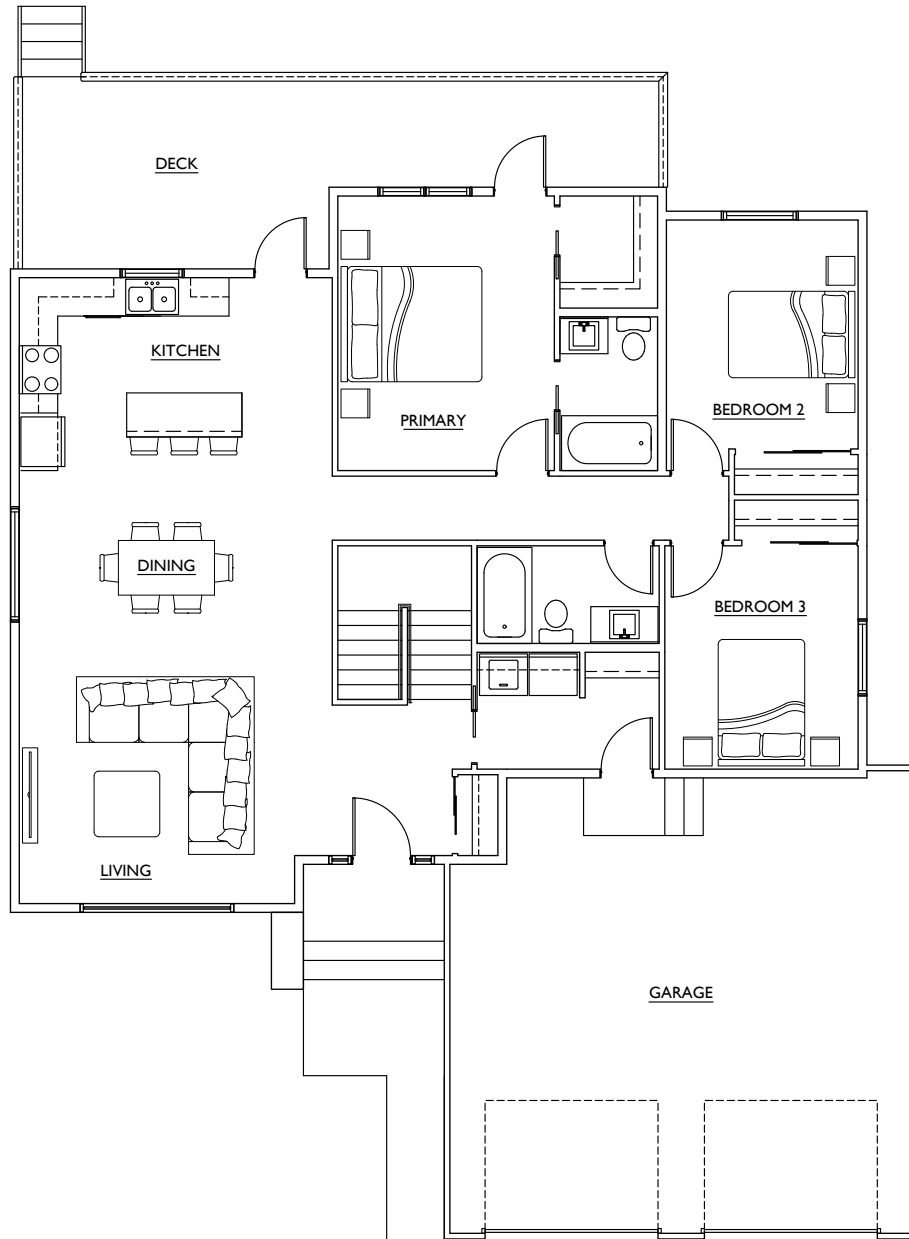 DECK
KITCHEN
PRIMARY
BEDROOM 2
DINING
BEDROOM 3
LIVING
GARAGE